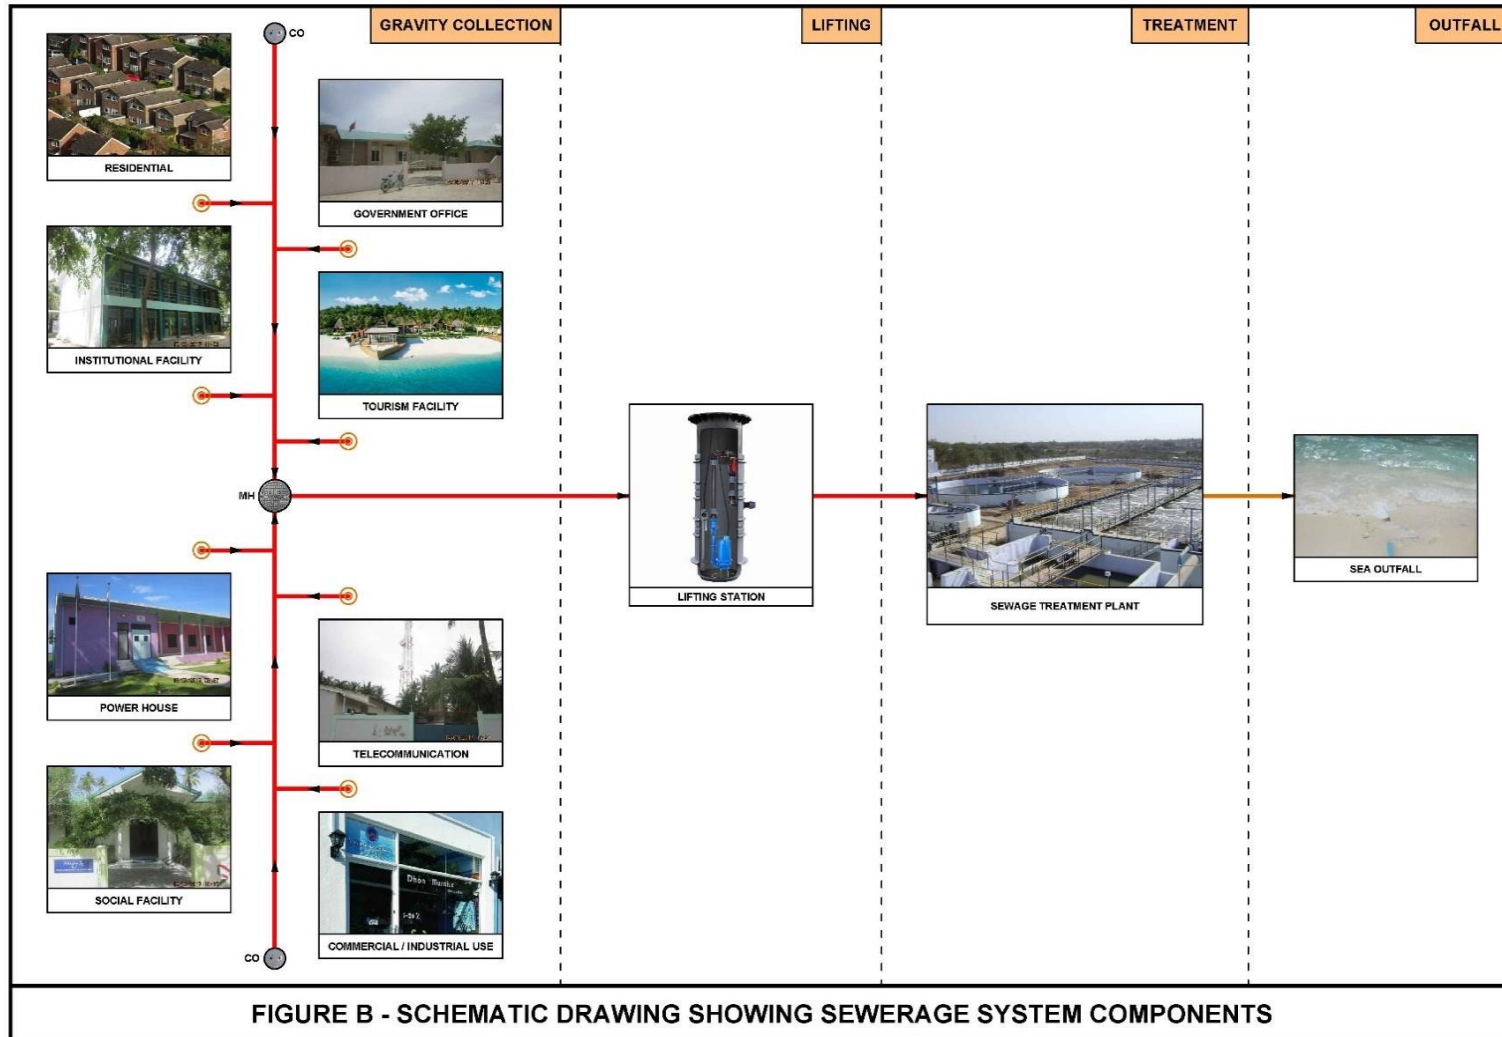 GRAVITY COLLECTION
LIFTING
TREATMENT
OUTFALL
CO
RESIDENTIAL
GOVERNMENT OFFICE
INSTITUTIONAL FACILITY
TOURISM FACILITY
MH
LIFTING STATION
SEWAGE TREATMENT PLANT
SEA OUTFALL
POWER HOUSE
TELECOMMUNICATION
SOCIAL FACILITY
Dhon
COMMERCIAL / INDUSTRIAL USE
CO
FIGURE B - SCHEMATIC DRAWING SHOWING SEWERAGE SYSTEM COMPONENTS